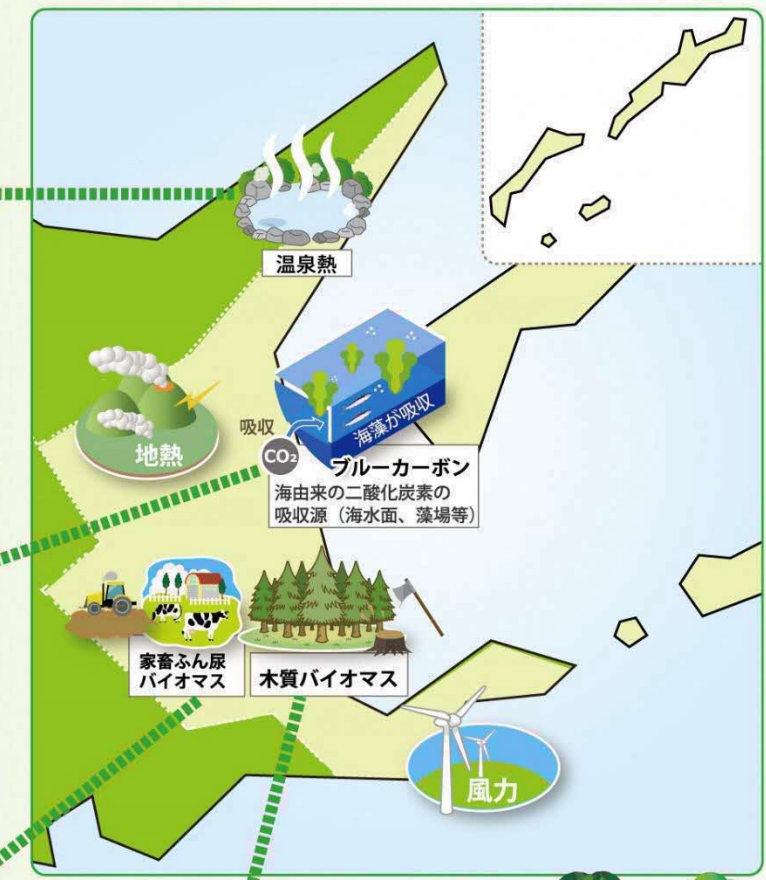 温泉熱
地熱
吸収
CO₂
海藻が吸収
ブルーカーボン
海由来の二酸化炭素の
吸収源（海水面、藻場等）
家畜ふん尿
バイオマス
木質バイオマス
風力